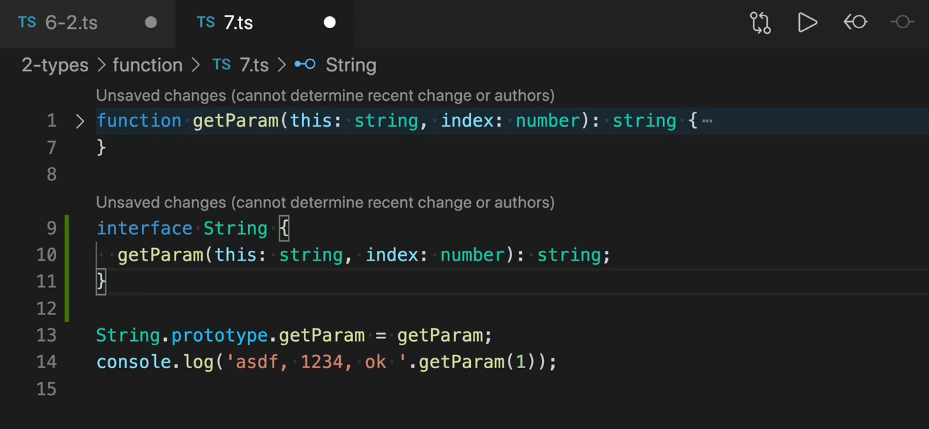 TS 6-2.ts
TS 7.ts
2-types > function > TS 7.ts > String
Unsaved changes (cannot determine recent change or authors)
1 function getParam(this: string, index: number): string { ⋯
7 }
8
Unsaved changes (cannot determine recent change or authors)
9 interface String {
10 getParam(this: string, index: number): string;
11 }
12
13 String.prototype.getParam = getParam;
14 console.log('asdf, 1234, ok '.getParam(1));
15